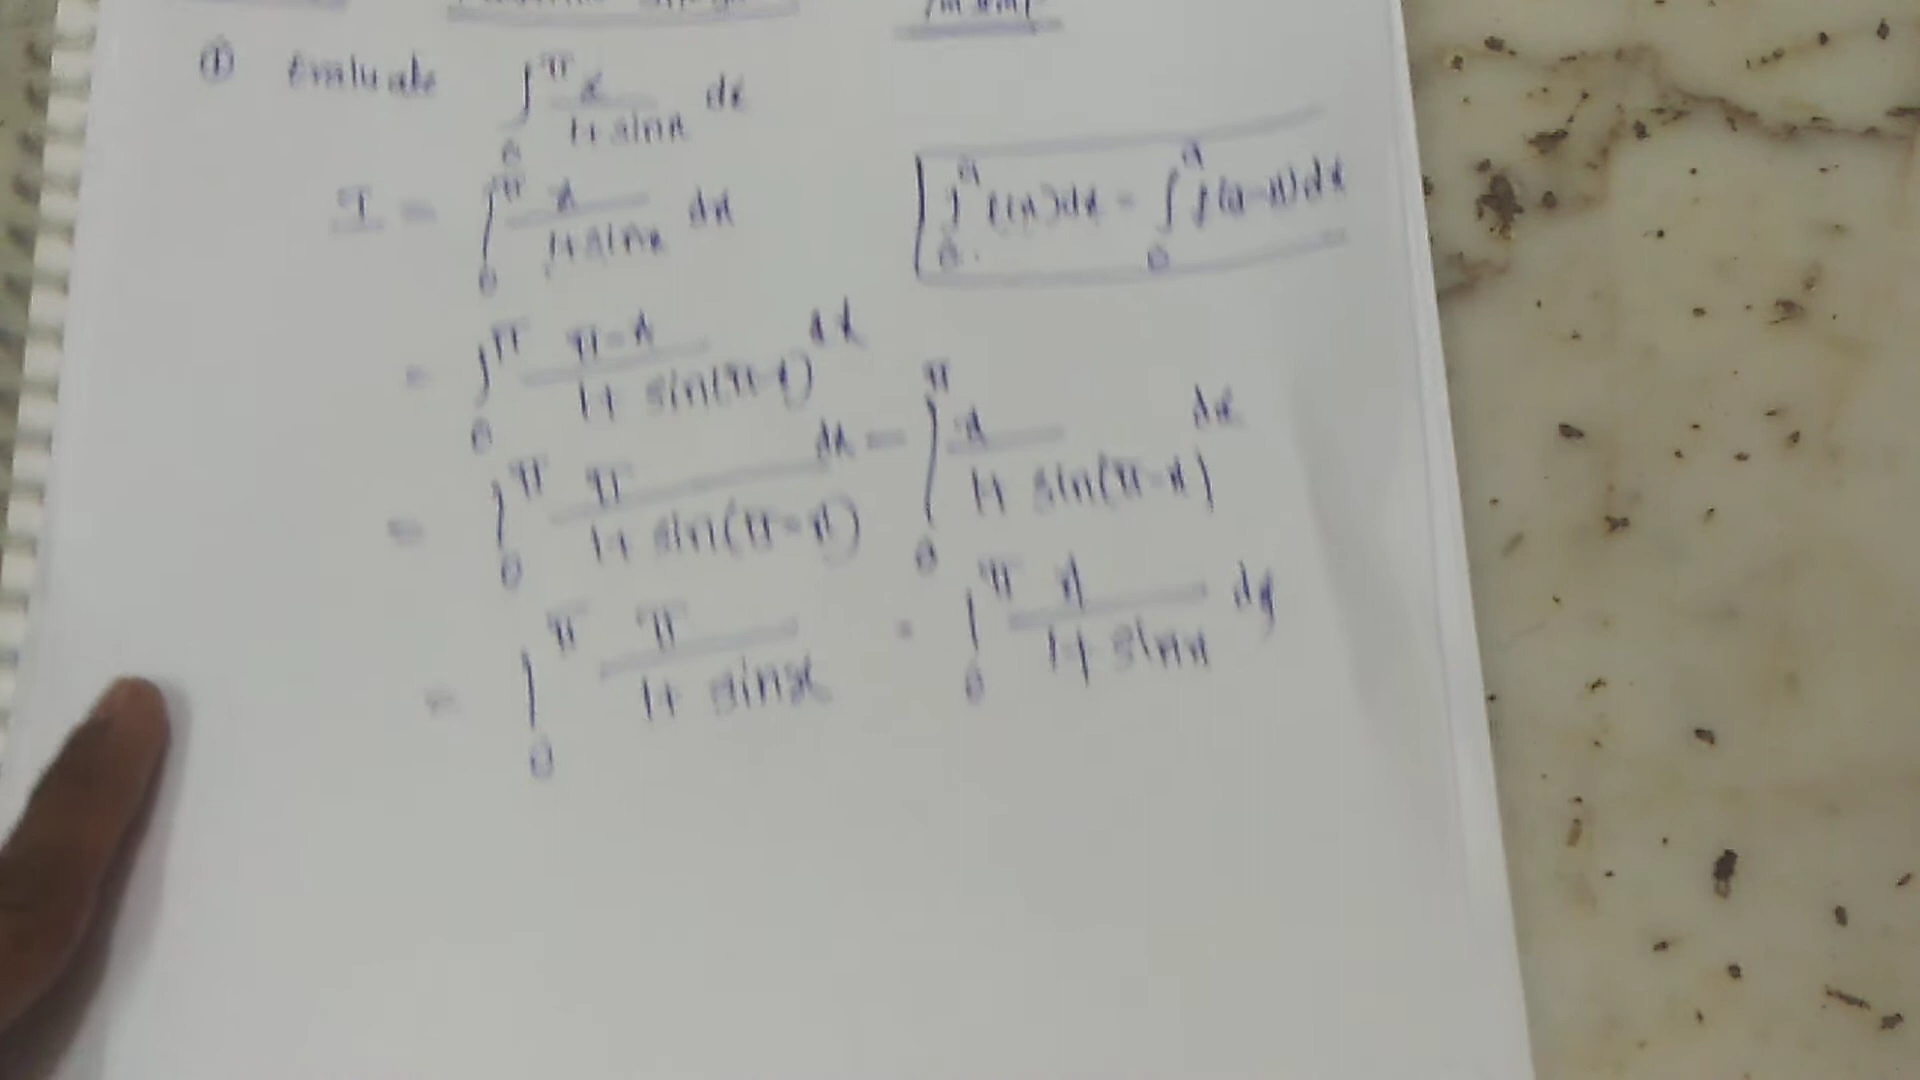 ① Evaluate ∫₀^π x/(1+sinx) dx
I = ∫₀^π x/(1+sinx) dx
∫₀^a f(x)dx = ∫₀^a f(a-x)dx
= ∫₀^π (π-x)/(1+sin(π-x)) dx
= ∫₀^π π/(1+sin(π-x)) dx - ∫₀^π x/(1+sin(π-x)) dx
= ∫₀^π π/(1+sinx) - ∫₀^π x/(1+sinx) dx